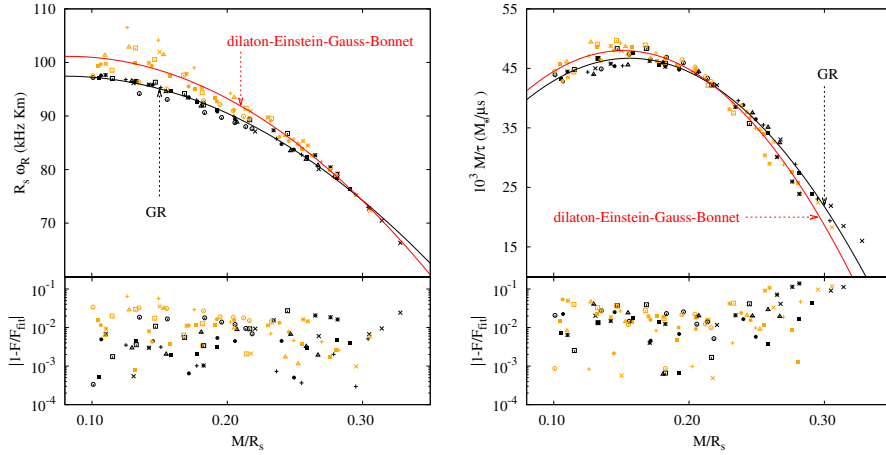 110
100
90
80
70
R_s ω_R (kHz Km)
dilaton-Einstein-Gauss-Bonnet
GR
10^-1
10^-2
10^-3
10^-4
|1-F/F_fit|
0.10 0.20 0.30
M/R_s
55
45
35
25
15
10^3 M/τ (M_s/μs)
GR
dilaton-Einstein-Gauss-Bonnet
10^-1
10^-2
10^-3
10^-4
|1-F/F_fit|
0.10 0.20 0.30
M/R_s